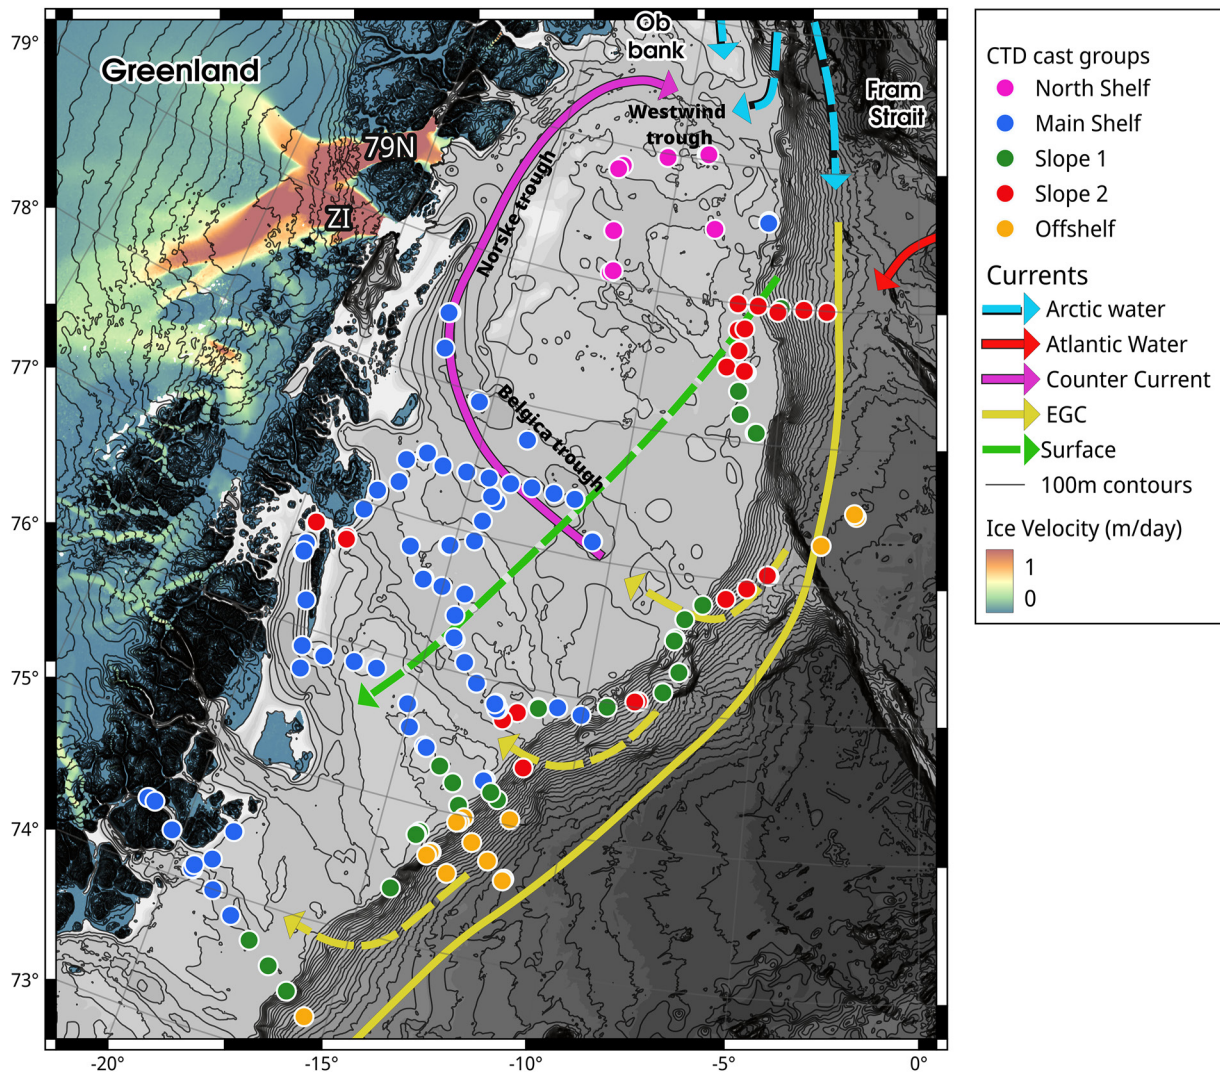 Ob
bank
Greenland
Fram
Strait
Westwind
trough
79N
ZI
Norske trough
Belgica trough
79°
78°
77°
76°
75°
74°
73°
-20°
-15°
-10°
-5°
0°
CTD cast groups
North Shelf
Main Shelf
Slope 1
Slope 2
Offshelf
Currents
Arctic water
Atlantic Water
Counter Current
EGC
Surface
100m contours
Ice Velocity (m/day)
1
0